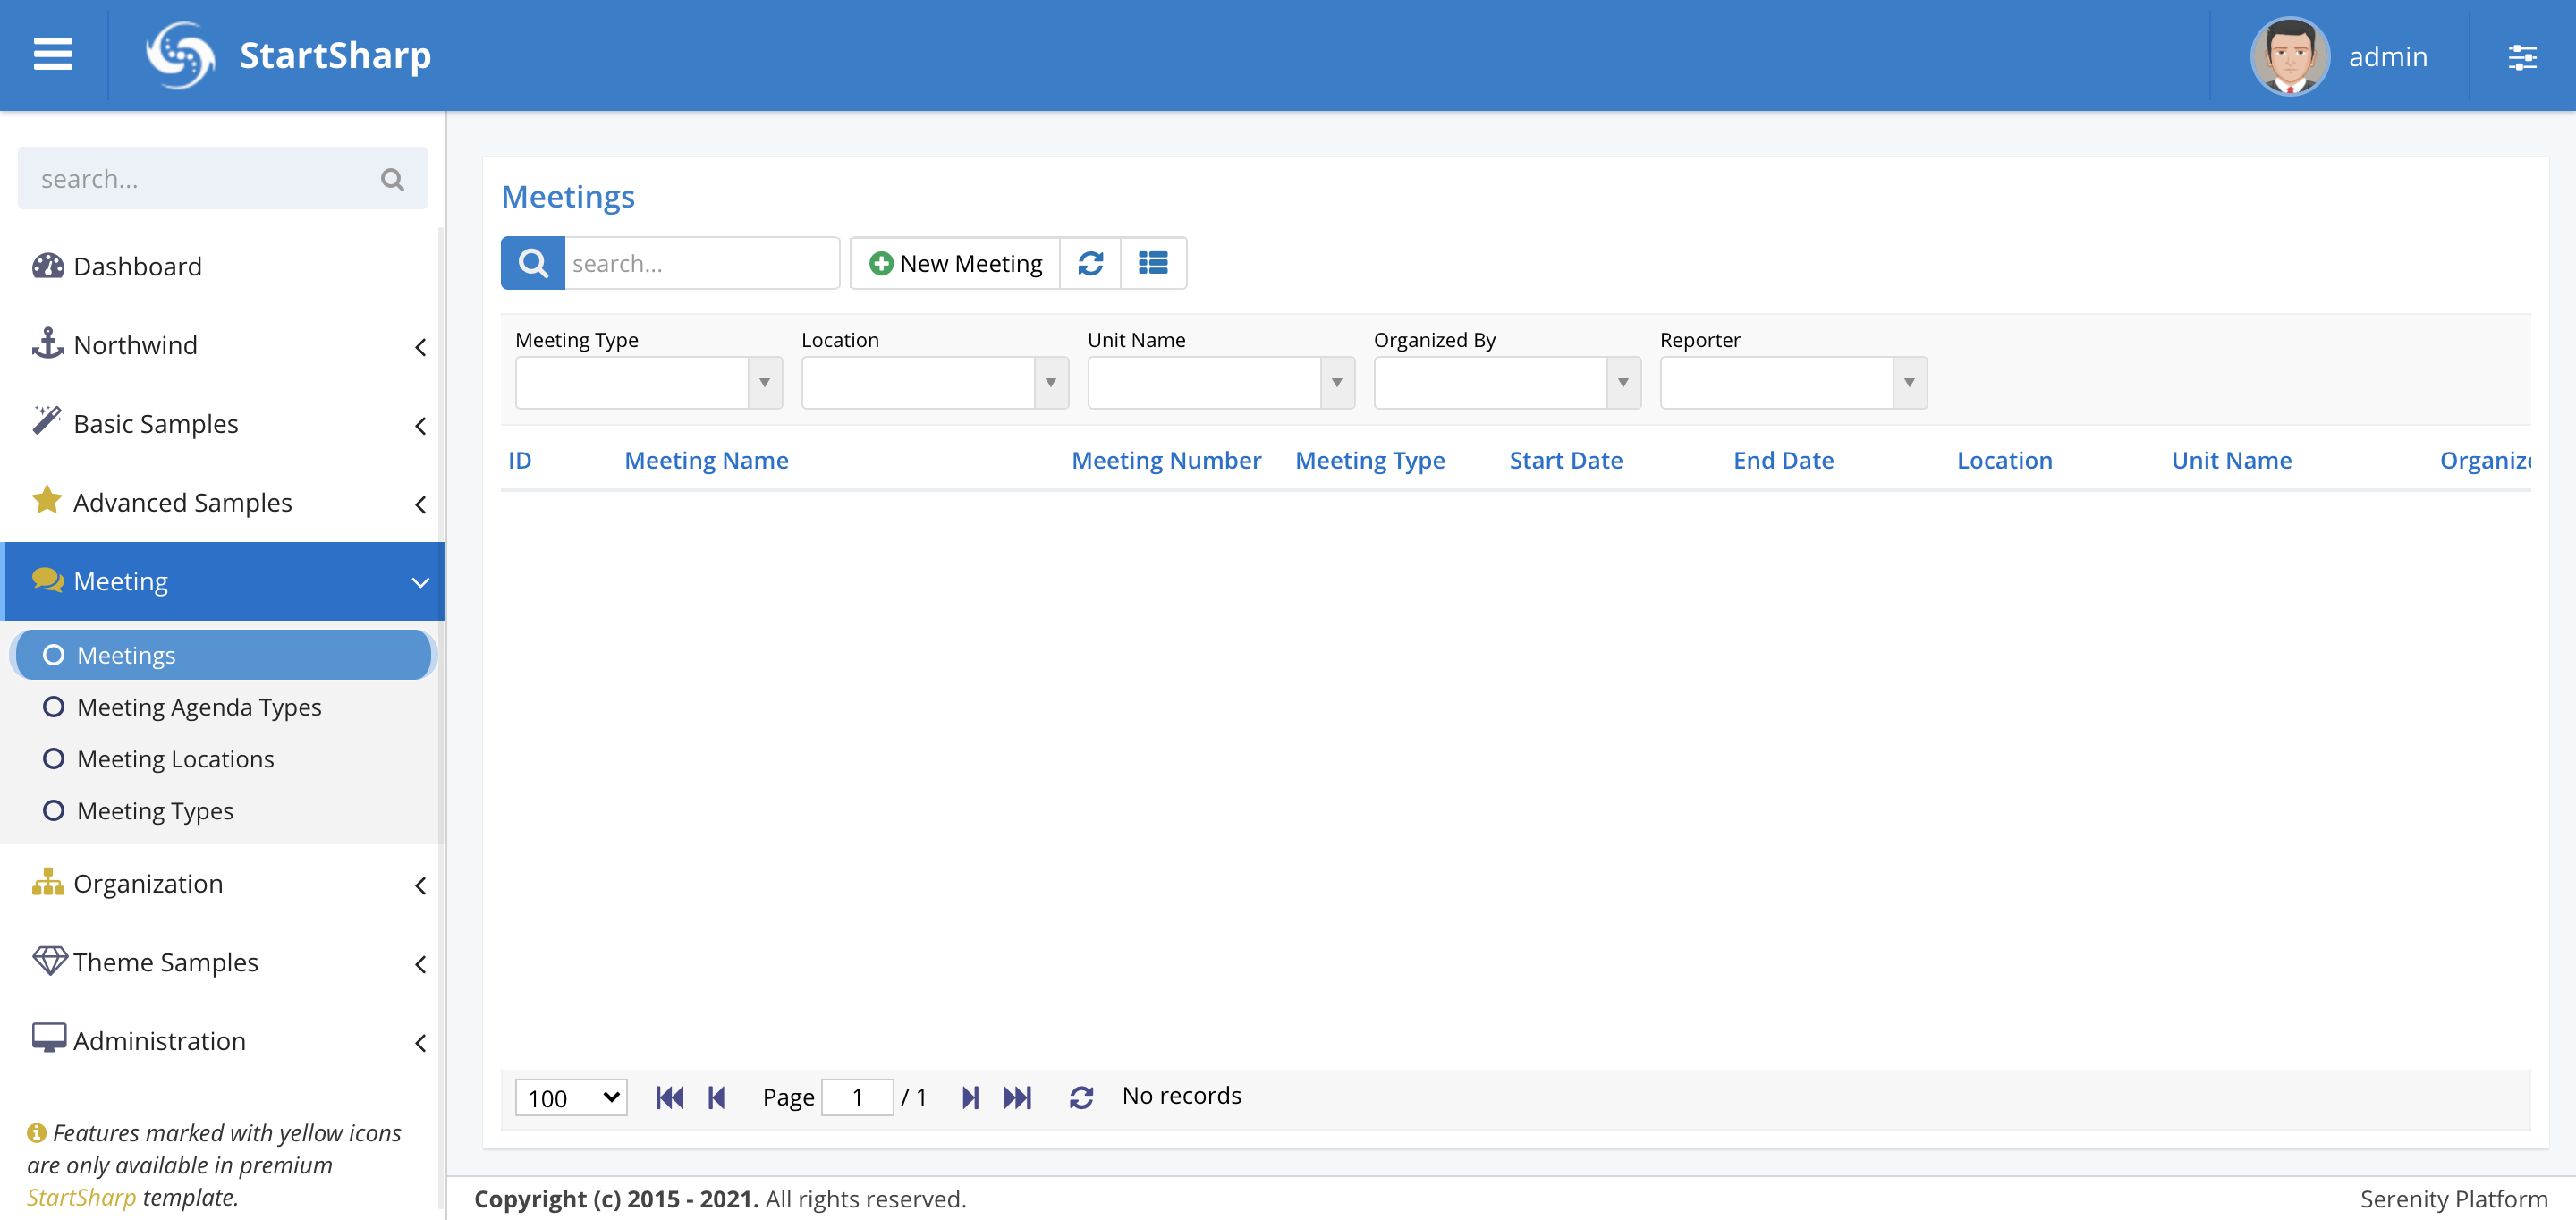 StartSharp
admin
search...
Dashboard
Northwind
Basic Samples
Advanced Samples
Meeting
Meetings
Meeting Agenda Types
Meeting Locations
Meeting Types
Organization
Theme Samples
Administration
Features marked with yellow icons
are only available in premium
StartSharp template.
Meetings
search...
New Meeting
Meeting Type Location Unit Name Organized By Reporter
ID Meeting Name Meeting Number Meeting Type Start Date End Date Location Unit Name Organize
100 Page 1 / 1 No records
Copyright (c) 2015 - 2021. All rights reserved.
Serenity Platform